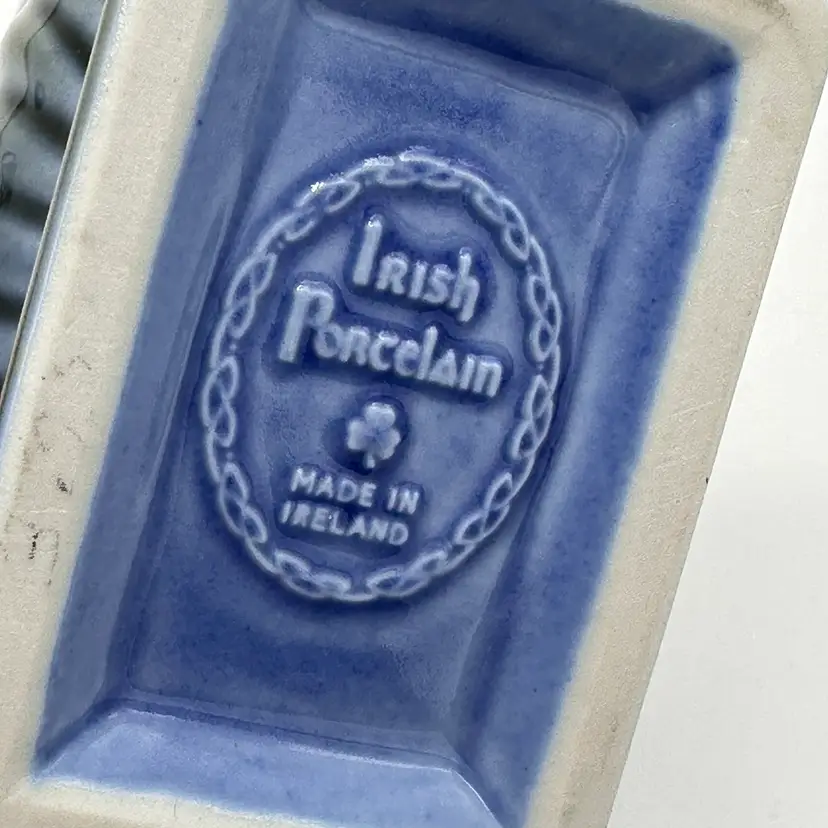 Irish
Porcelain
MADE IN
IRELAND